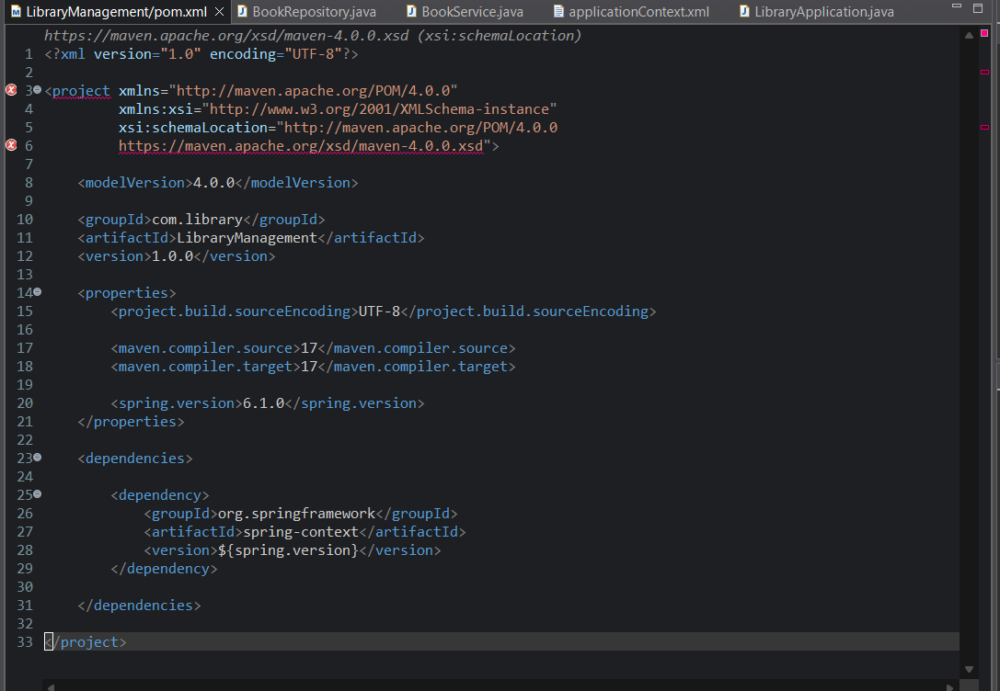 LibraryManagement/pom.xml BookRepository.java BookService.java applicationContext.xml LibraryApplication.java
https://maven.apache.org/xsd/maven-4.0.0.xsd (xsi:schemaLocation)
1 <?xml version="1.0" encoding="UTF-8"?>
2
3 <project xmlns="http://maven.apache.org/POM/4.0.0"
4 xmlns:xsi="http://www.w3.org/2001/XMLSchema-instance"
5 xsi:schemaLocation="http://maven.apache.org/POM/4.0.0
6 https://maven.apache.org/xsd/maven-4.0.0.xsd">
7
8 <modelVersion>4.0.0</modelVersion>
9
10 <groupId>com.library</groupId>
11 <artifactId>LibraryManagement</artifactId>
12 <version>1.0.0</version>
13
14 <properties>
15 <project.build.sourceEncoding>UTF-8</project.build.sourceEncoding>
16
17 <maven.compiler.source>17</maven.compiler.source>
18 <maven.compiler.target>17</maven.compiler.target>
19
20 <spring.version>6.1.0</spring.version>
21 </properties>
22
23 <dependencies>
24
25 <dependency>
26 <groupId>org.springframework</groupId>
27 <artifactId>spring-context</artifactId>
28 <version>${spring.version}</version>
29 </dependency>
30
31 </dependencies>
32
33 </project>